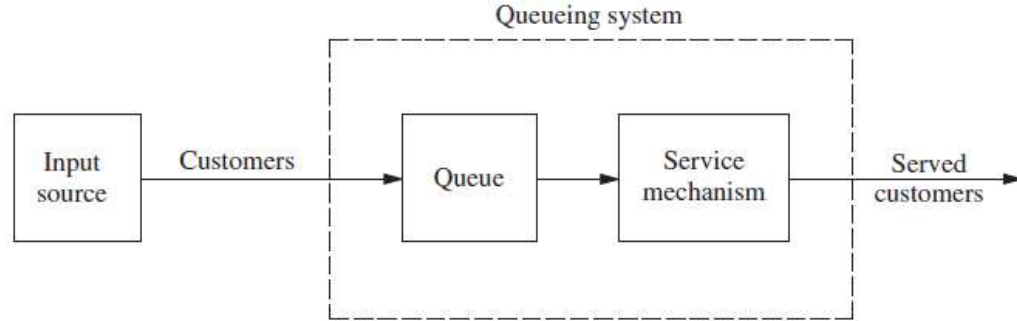 Queueing system
Input
source
Customers
Queue
Service
mechanism
Served
customers